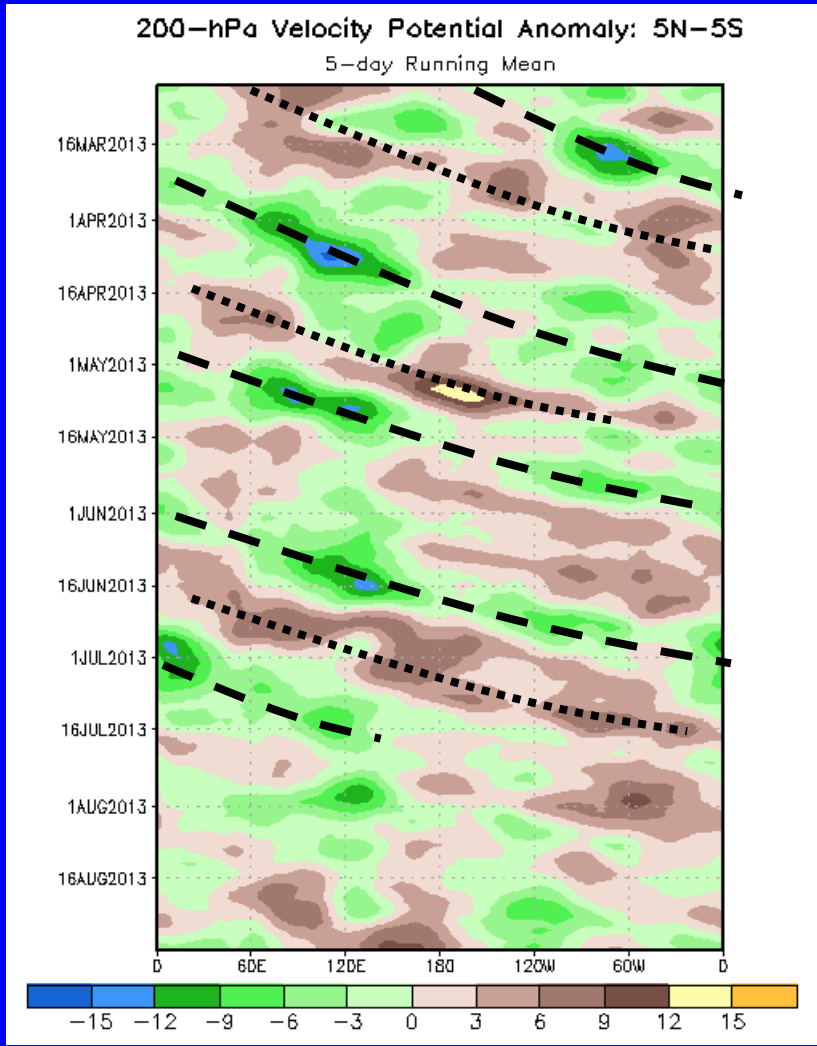 200-hPa Velocity Potential Anomaly: 5N-5S
5-day Running Mean
16MAR2013
1APR2013
16APR2013
1MAY2013
16MAY2013
1JUN2013
16JUN2013
1JUL2013
16JUL2013
1AUG2013
16AUG2013
0 60E 120E 180 120W 60W 0
-15 -12 -9 -6 -3 0 3 6 9 12 15